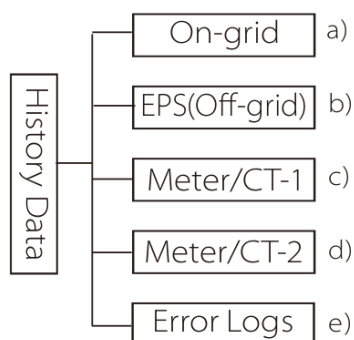 History Data
On-grid a)
EPS(Off-grid) b)
Meter/CT-1 c)
Meter/CT-2 d)
Error Logs e)